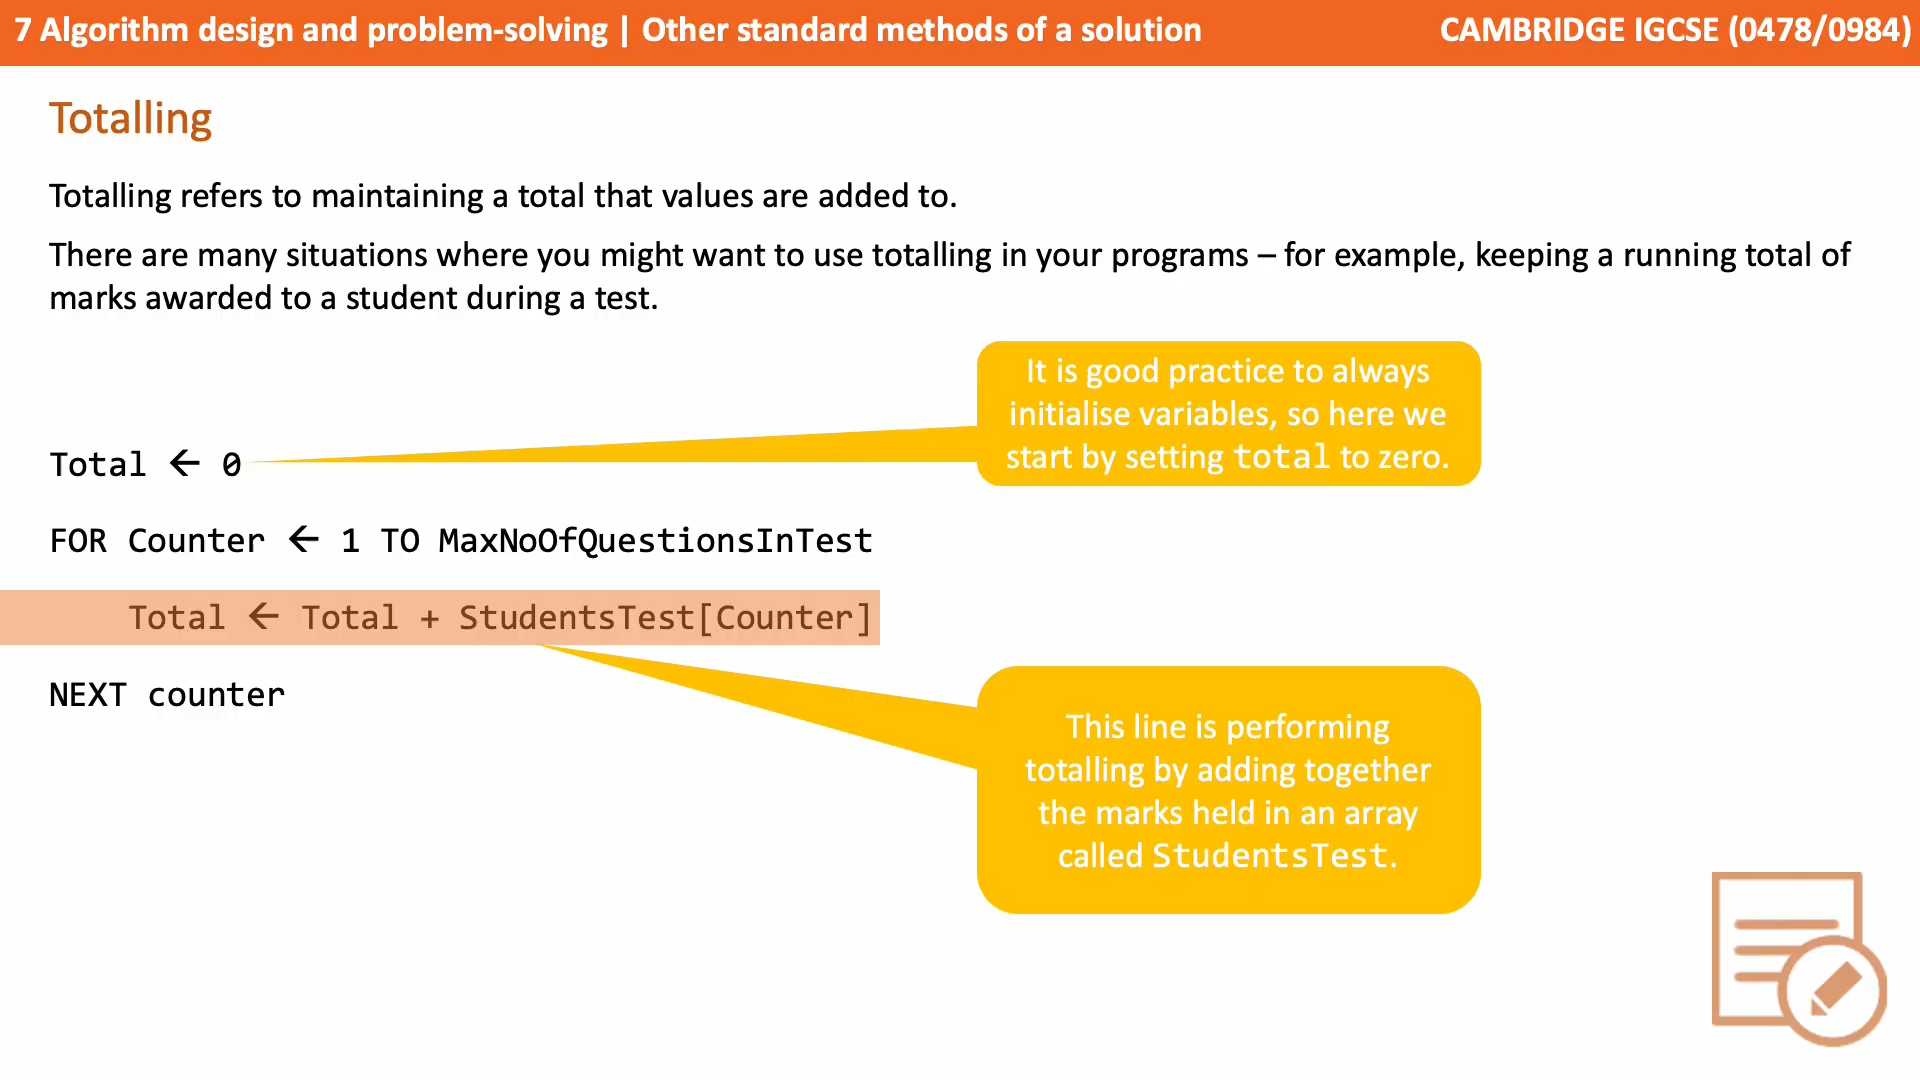 7 Algorithm design and problem-solving | Other standard methods of a solution
CAMBRIDGE IGCSE (0478/0984)
Totalling
Totalling refers to maintaining a total that values are added to.
There are many situations where you might want to use totalling in your programs – for example, keeping a running total of
marks awarded to a student during a test.
It is good practice to always
initialise variables, so here we
start by setting total to zero.
Total ← 0
FOR Counter ← 1 TO MaxNoOfQuestionsInTest
Total ← Total + StudentsTest[Counter]
NEXT counter
This line is performing
totalling by adding together
the marks held in an array
called StudentsTest.